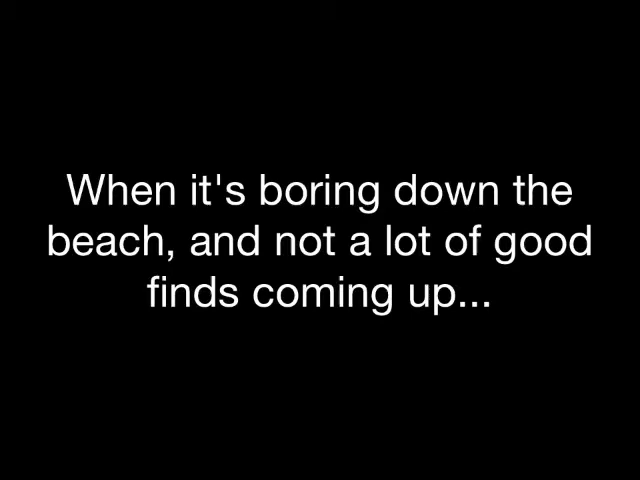 When it's boring down the
beach, and not a lot of good
finds coming up...